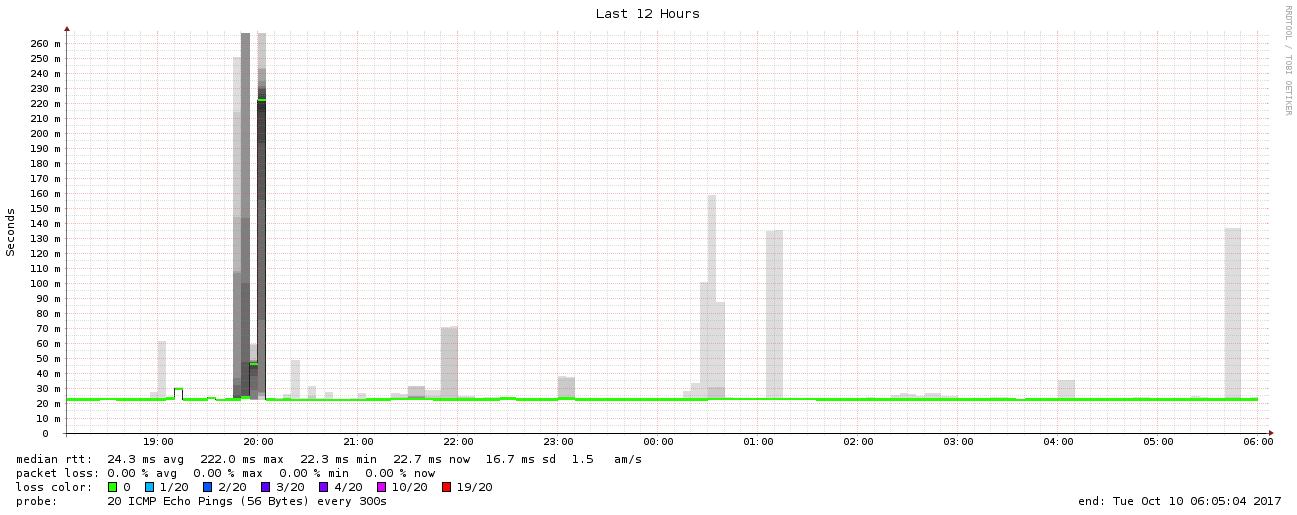 Last 12 Hours
RRDTOOL / TOBI OETIKER
Seconds
260 m
250 m
240 m
230 m
220 m
210 m
200 m
190 m
180 m
170 m
160 m
150 m
140 m
130 m
120 m
110 m
100 m
90 m
80 m
70 m
60 m
50 m
40 m
30 m
20 m
10 m
0
19:00 20:00 21:00 22:00 23:00 00:00 01:00 02:00 03:00 04:00 05:00 06:00
median rtt: 24.3 ms avg 222.0 ms max 22.3 ms min 22.7 ms now 16.7 ms sd 1.5 am/s
packet loss: 0.00 % avg 0.00 % max 0.00 % min 0.00 % now
loss color: 0 1/20 2/20 3/20 4/20 10/20 19/20
probe: 20 ICMP Echo Pings (56 Bytes) every 300s end: Tue Oct 10 06:05:04 2017